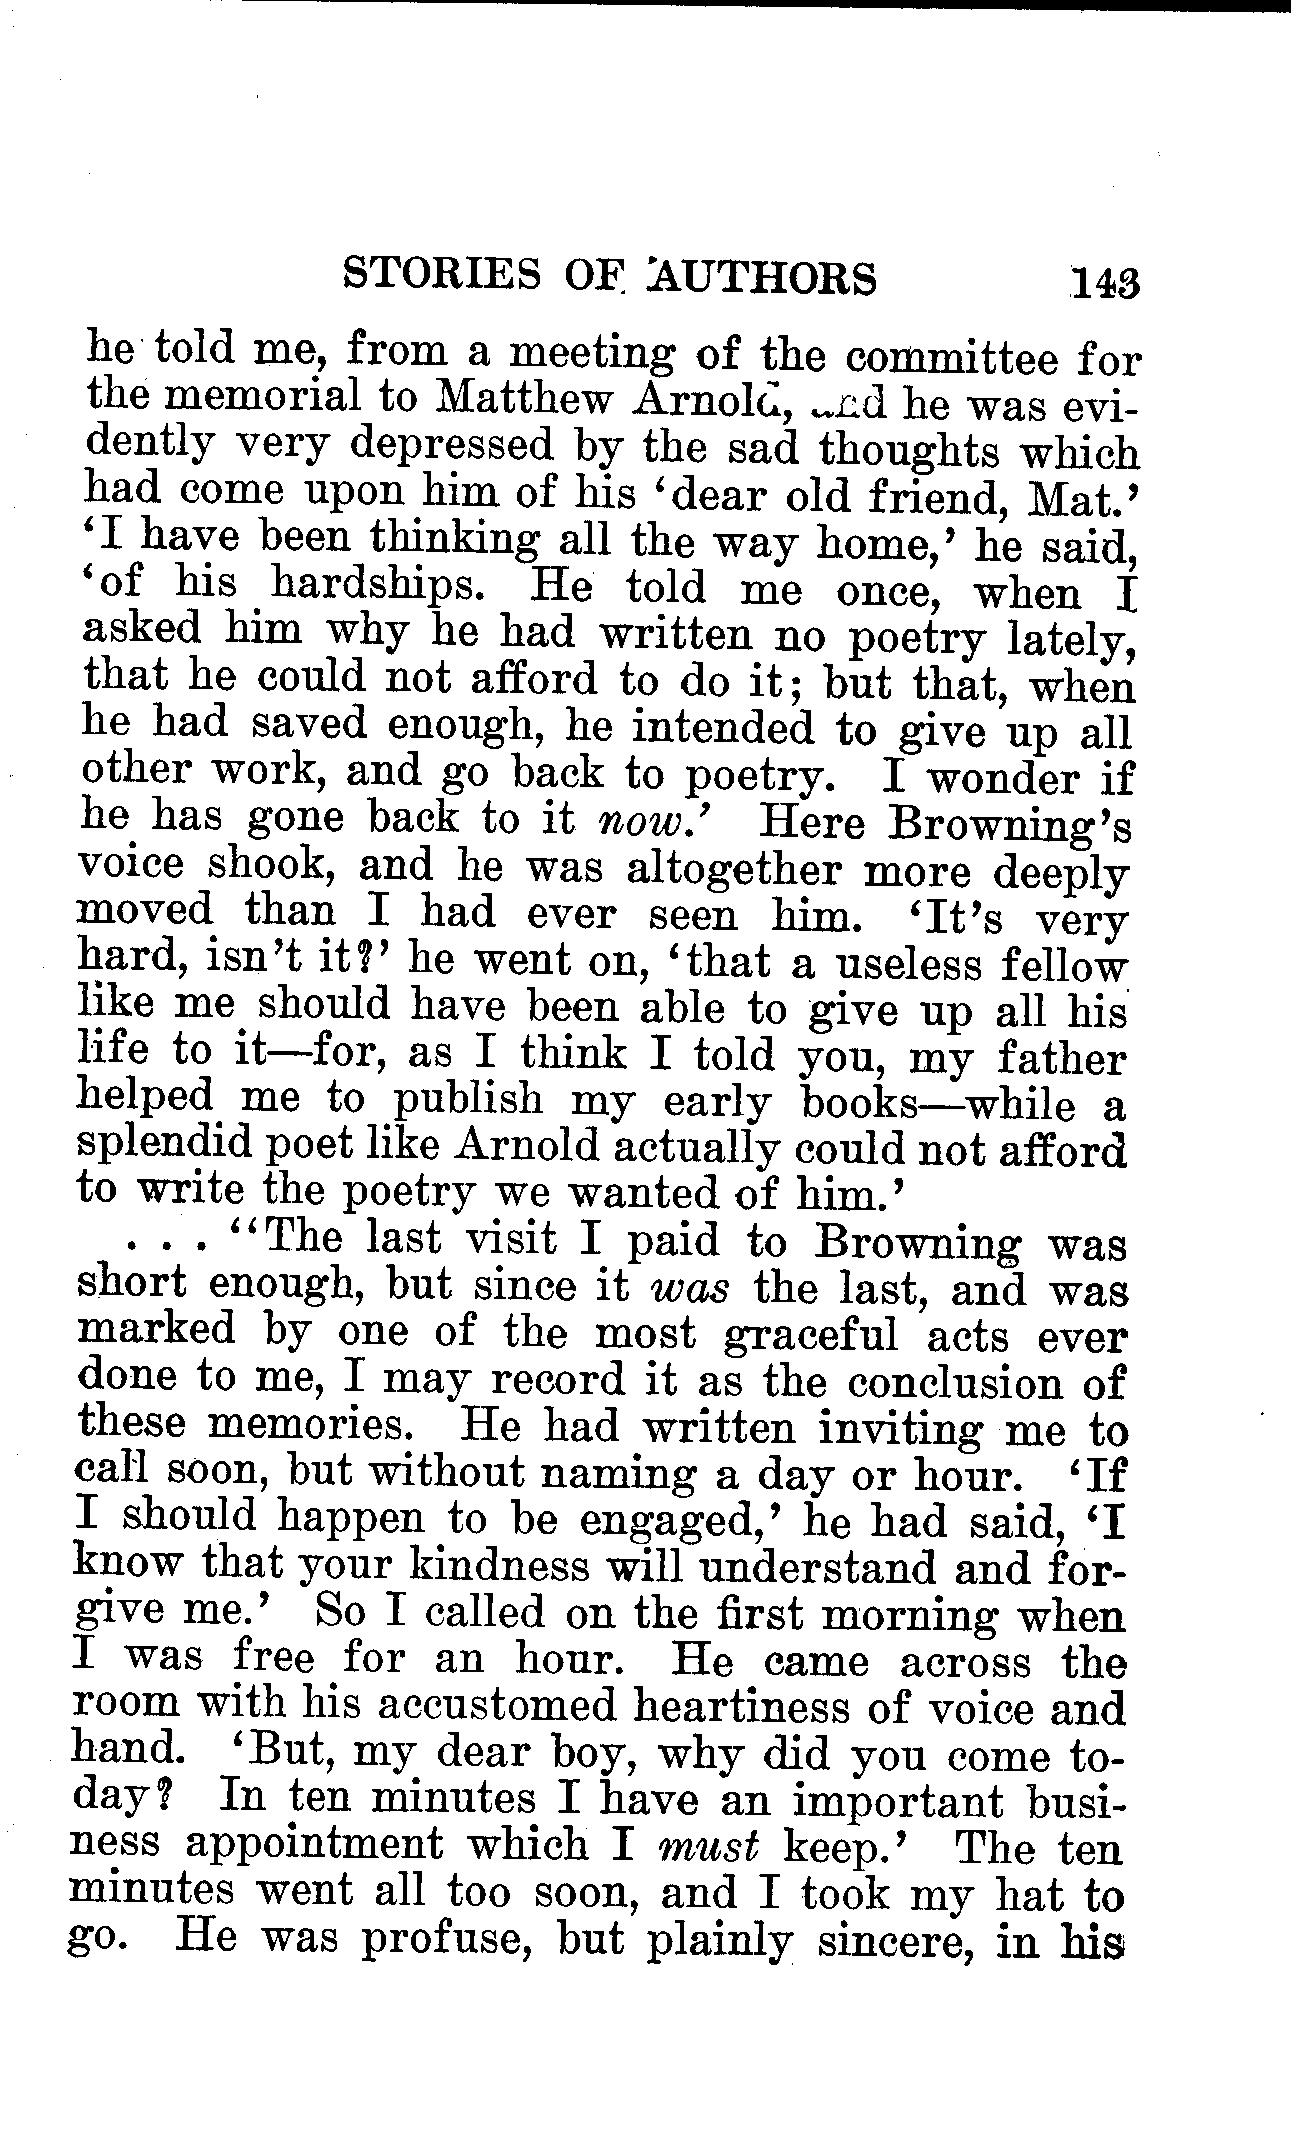 STORIES OF AUTHORS 143
he told me, from a meeting of the committee for
the memorial to Matthew Arnold, and he was evi-
dently very depressed by the sad thoughts which
had come upon him of his ‘dear old friend, Mat.’
‘I have been thinking all the way home,’ he said,
‘of his hardships. He told me once, when I
asked him why he had written no poetry lately,
that he could not afford to do it; but that, when
he had saved enough, he intended to give up all
other work, and go back to poetry. I wonder if
he has gone back to it now.’ Here Browning’s
voice shook, and he was altogether more deeply
moved than I had ever seen him. ‘It’s very
hard, isn’t it?’ he went on, ‘that a useless fellow
like me should have been able to give up all his
life to it—for, as I think I told you, my father
helped me to publish my early books—while a
splendid poet like Arnold actually could not afford
to write the poetry we wanted of him.’
. . . “The last visit I paid to Browning was
short enough, but since it was the last, and was
marked by one of the most graceful acts ever
done to me, I may record it as the conclusion of
these memories. He had written inviting me to
call soon, but without naming a day or hour. ‘If
I should happen to be engaged,’ he had said, ‘I
know that your kindness will understand and for-
give me.’ So I called on the first morning when
I was free for an hour. He came across the
room with his accustomed heartiness of voice and
hand. ‘But, my dear boy, why did you come to-
day? In ten minutes I have an important busi-
ness appointment which I must keep.’ The ten
minutes went all too soon, and I took my hat to
go. He was profuse, but plainly sincere, in his